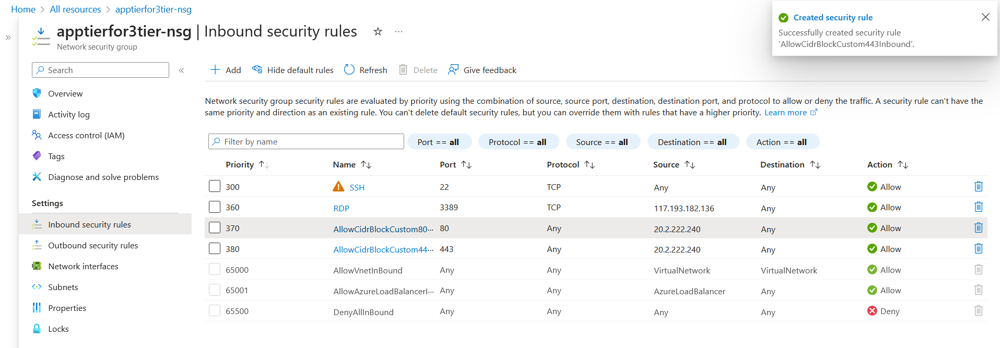 Home > All resources > apptierfor3tier-nsg
apptierfor3tier-nsg | Inbound security rules
Network security group
Created security rule
Successfully created security rule
'AllowCidrBlockCustom443Inbound'.
Search
Overview
Activity log
Access control (IAM)
Tags
Diagnose and solve problems
Settings
Inbound security rules
Outbound security rules
Network interfaces
Subnets
Properties
Locks
Add Hide default rules Refresh Delete Give feedback
Network security group security rules are evaluated by priority using the combination of source, source port, destination, destination port, and protocol to allow or deny the traffic. A security rule can't have the
same priority and direction as an existing rule. You can't delete default security rules, but you can override them with rules that have a higher priority. Learn more
Filter by name Port == all Protocol == all Source == all Destination == all Action == all
Priority Name Port Protocol Source Destination Action
300 SSH 22 TCP Any Any Allow
360 RDP 3389 TCP 117.193.182.136 Any Allow
370 AllowCidrBlockCustom80··· 80 Any 20.2.222.240 Any Allow
380 AllowCidrBlockCustom44··· 443 Any 20.2.222.240 Any Allow
65000 AllowVnetInBound Any Any VirtualNetwork VirtualNetwork Allow
65001 AllowAzureLoadBalancerI··· Any Any AzureLoadBalancer Any Allow
65500 DenyAllInBound Any Any Any Any Deny